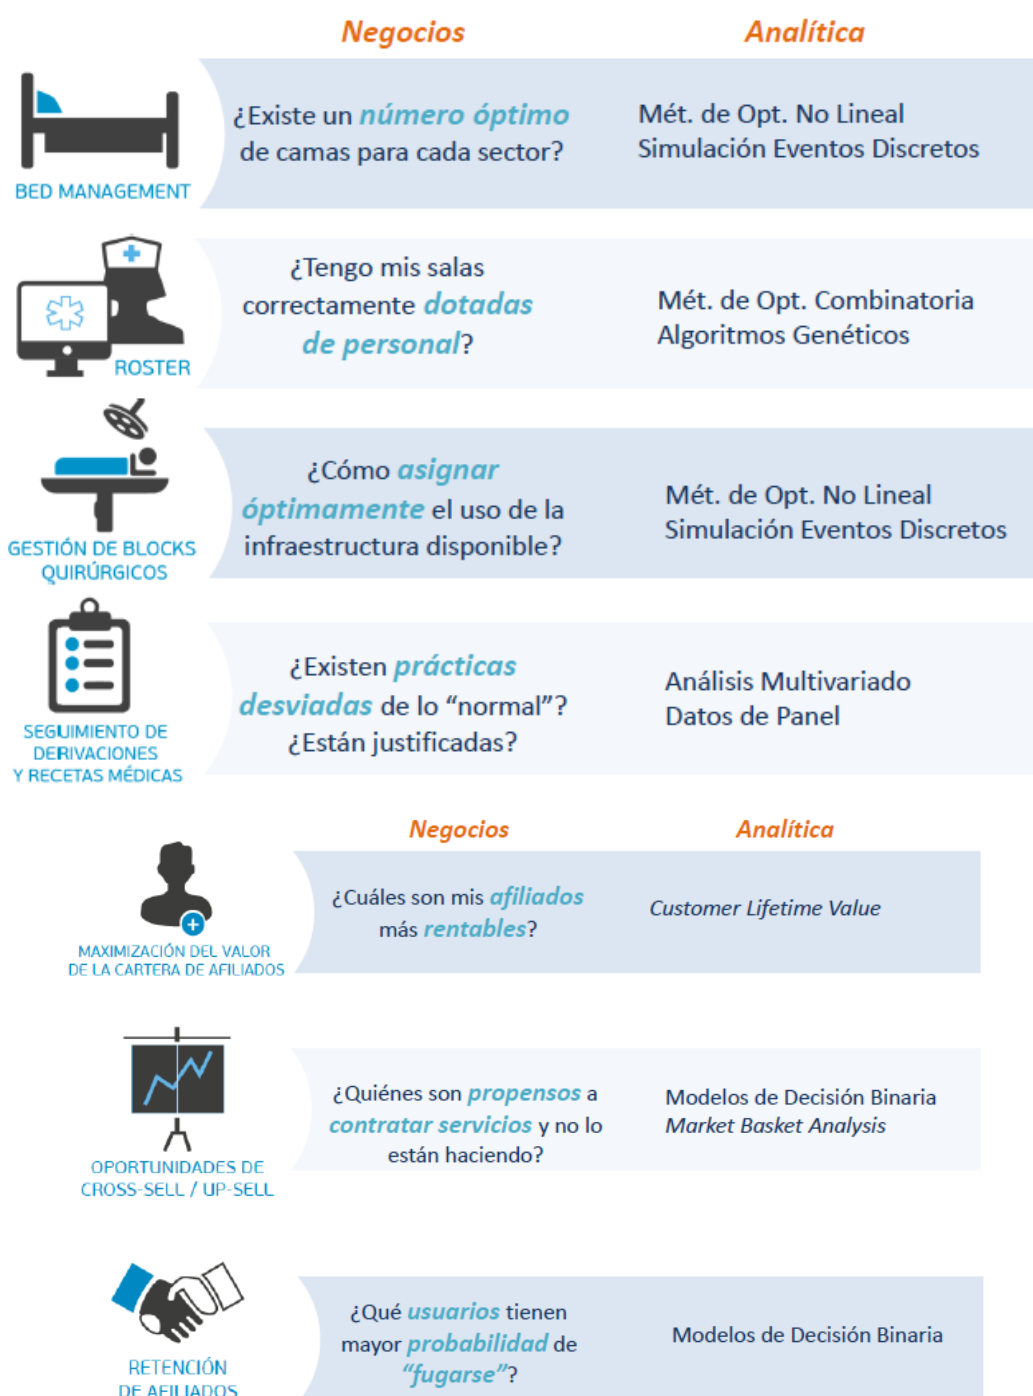 Negocios Analítica
¿Existe un número óptimo
de camas para cada sector?
Mét. de Opt. No Lineal
Simulación Eventos Discretos
BED MANAGEMENT
¿Tengo mis salas
correctamente dotadas
de personal?
Mét. de Opt. Combinatoria
Algoritmos Genéticos
ROSTER
¿Cómo asignar
óptimamente el uso de la
infraestructura disponible?
Mét. de Opt. No Lineal
Simulación Eventos Discretos
GESTIÓN DE BLOCKS
QUIRÚRGICOS
¿Existen prácticas
desviadas de lo “normal”?
¿Están justificadas?
Análisis Multivariado
Datos de Panel
SEGUIMIENTO DE
DERIVACIONES
Y RECETAS MÉDICAS
Negocios Analítica
¿Cuáles son mis afiliados
más rentables?
Customer Lifetime Value
MAXIMIZACIÓN DEL VALOR
DE LA CARTERA DE AFILIADOS
¿Quiénes son propensos a
contratar servicios y no lo
están haciendo?
Modelos de Decisión Binaria
Market Basket Analysis
OPORTUNIDADES DE
CROSS-SELL / UP-SELL
¿Qué usuarios tienen
mayor probabilidad de
“fugarse”?
Modelos de Decisión Binaria
RETENCIÓN
DE AFILIADOS